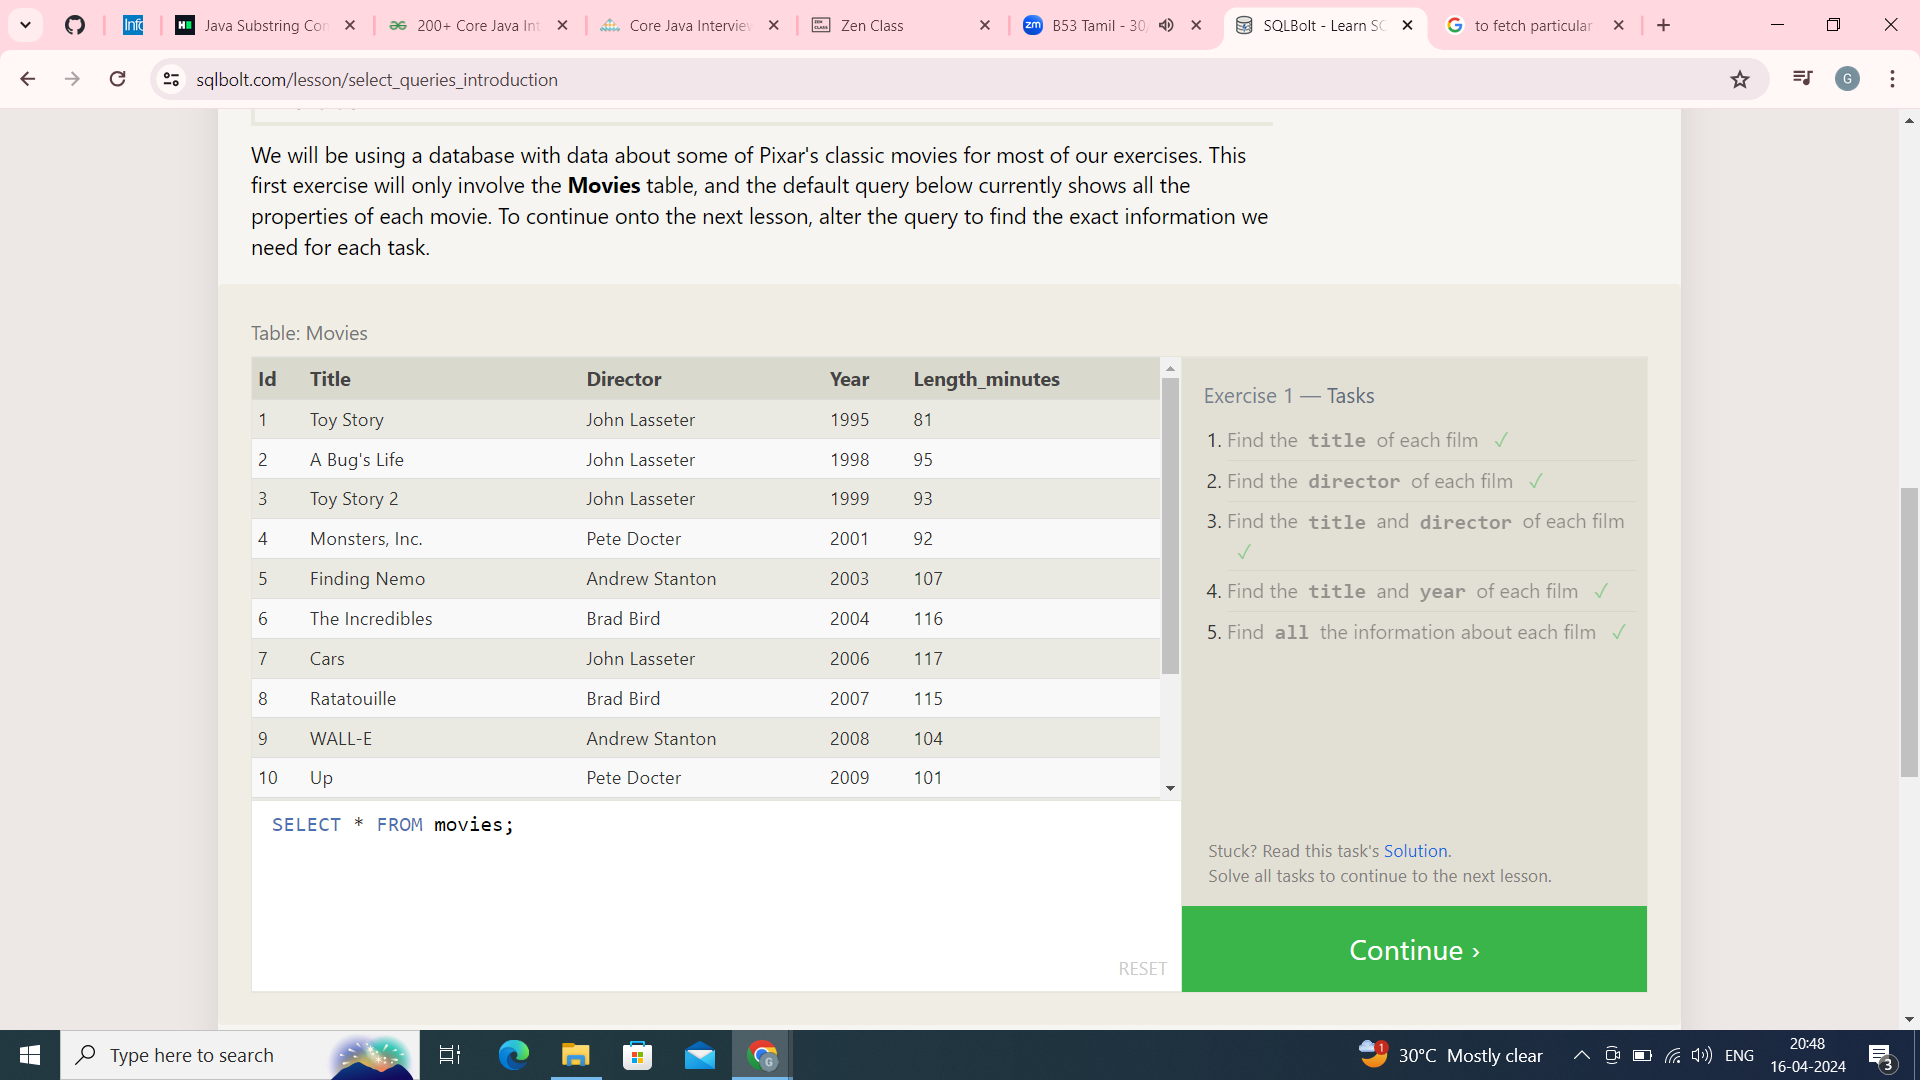 Java Substring Con
200+ Core Java Int
Core Java Interview
Zen Class
B53 Tamil - 30/
SQLBolt - Learn SQ
to fetch particular
sqlbolt.com/lesson/select_queries_introduction
We will be using a database with data about some of Pixar's classic movies for most of our exercises. This
first exercise will only involve the Movies table, and the default query below currently shows all the
properties of each movie. To continue onto the next lesson, alter the query to find the exact information we
need for each task.
Table: Movies
Id Title Director Year Length_minutes
1 Toy Story John Lasseter 1995 81
2 A Bug's Life John Lasseter 1998 95
3 Toy Story 2 John Lasseter 1999 93
4 Monsters, Inc. Pete Docter 2001 92
5 Finding Nemo Andrew Stanton 2003 107
6 The Incredibles Brad Bird 2004 116
7 Cars John Lasseter 2006 117
8 Ratatouille Brad Bird 2007 115
9 WALL-E Andrew Stanton 2008 104
10 Up Pete Docter 2009 101
SELECT * FROM movies;
RESET
Exercise 1 — Tasks
1. Find the title of each film ✓
2. Find the director of each film ✓
3. Find the title and director of each film
✓
4. Find the title and year of each film ✓
5. Find all the information about each film ✓
Stuck? Read this task's Solution.
Solve all tasks to continue to the next lesson.
Continue ›
Type here to search
1
30°C Mostly clear
ENG
20:48
16-04-2024
3